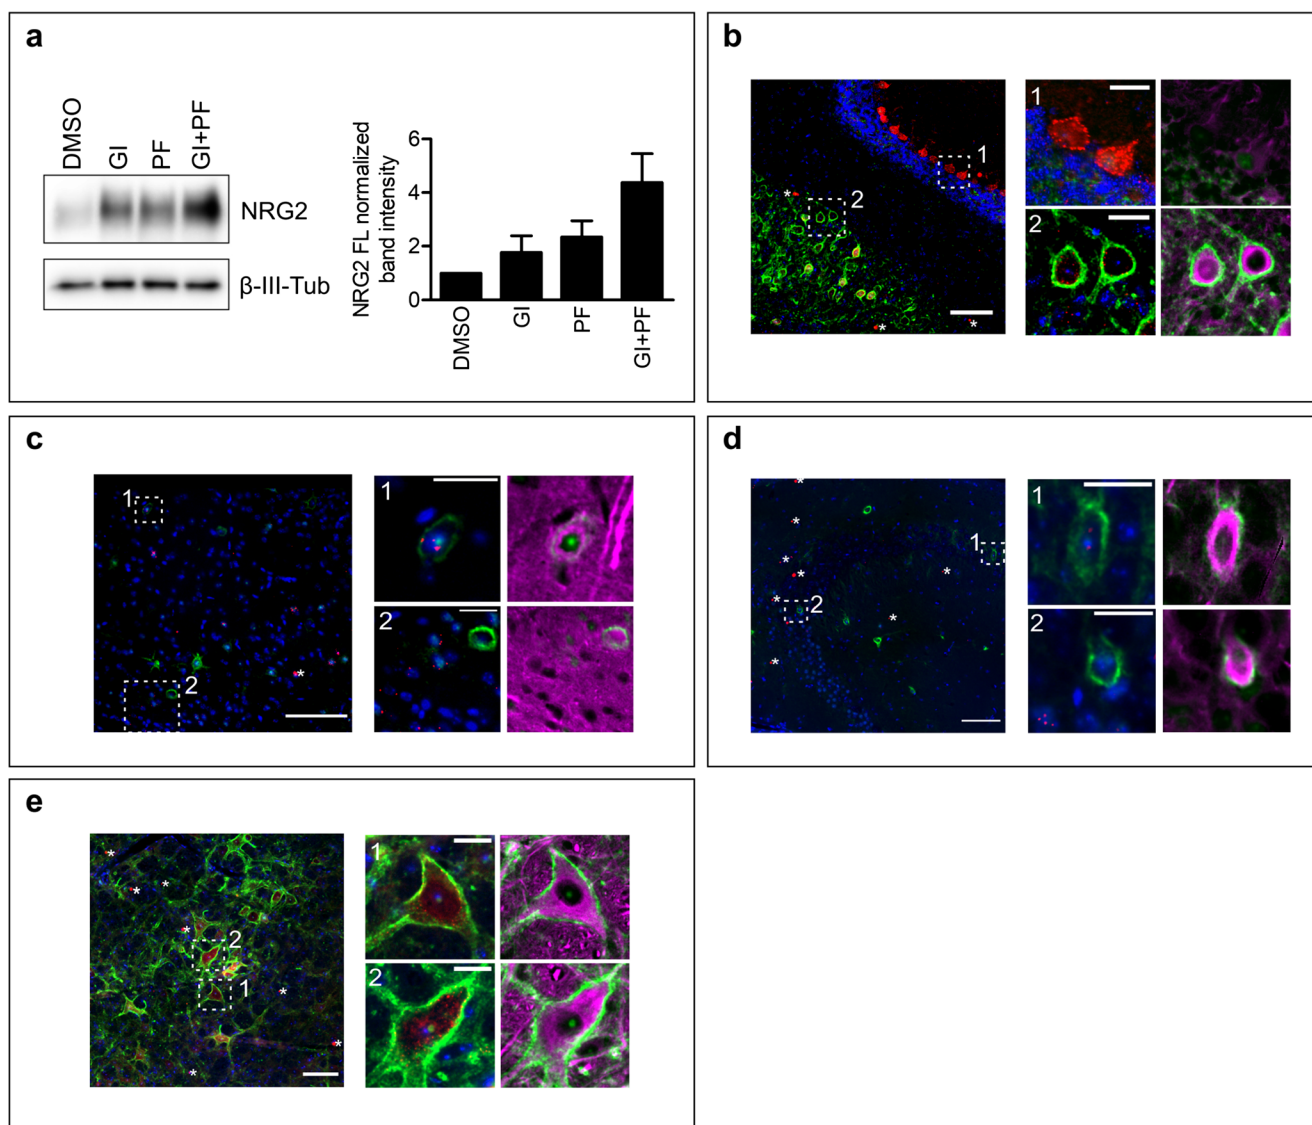 a
DMSO
GI
PF
GI+PF
NRG2
β-III-Tub
NRG2 FL normalized
band intensity
6
4
2
0
DMSO
GI
PF
GI+PF
b
1
2
*
*
*
1
2
c
1
2
*
1
2
d
*
*
*
*
*
1
*
2
*
*
1
2
e
*
*
*
*
2
1
*
*
*
1
2